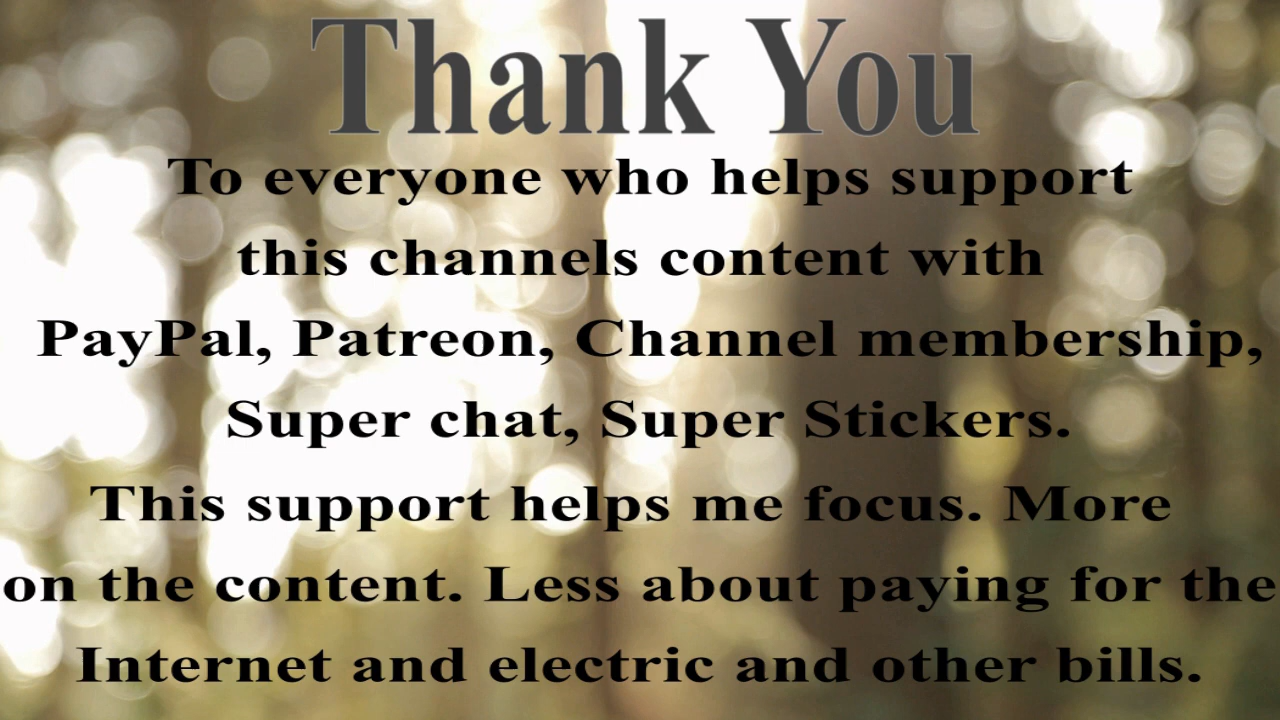 Thank You
To everyone who helps support
this channels content with
PayPal, Patreon, Channel membership,
Super chat, Super Stickers.
This support helps me focus. More
on the content. Less about paying for the
Internet and electric and other bills.